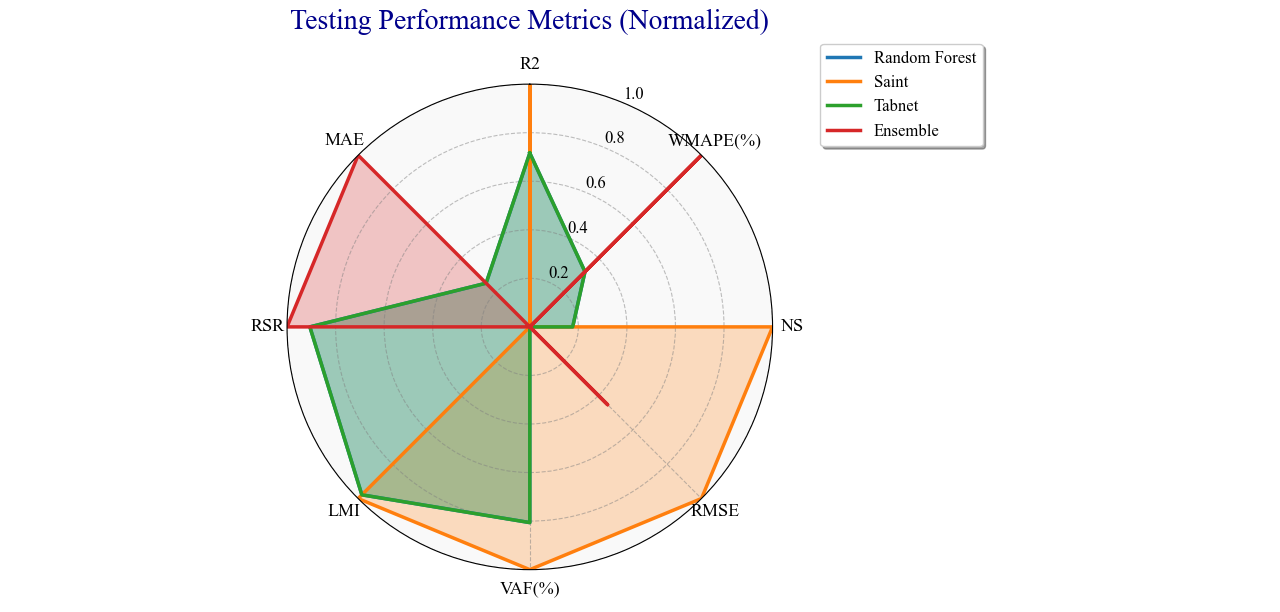 Testing Performance Metrics (Normalized)
R2
1.0
Random Forest
Saint
Tabnet
Ensemble
MAE
0.8
WMAPE(%)
0.6
0.4
0.2
RSR
NS
LMI
RMSE
VAF(%)